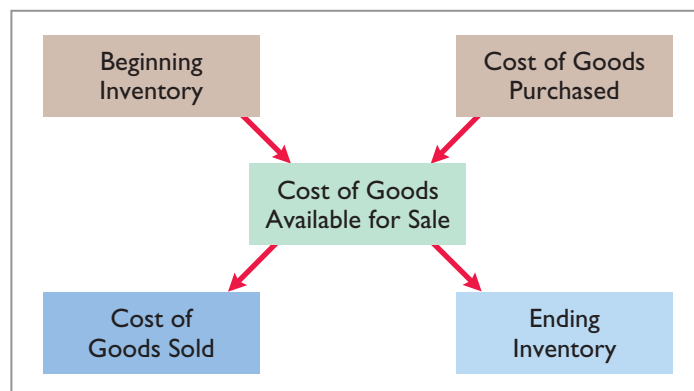 Beginning
Inventory
Cost of Goods
Purchased
Cost of Goods
Available for Sale
Cost of
Goods Sold
Ending
Inventory